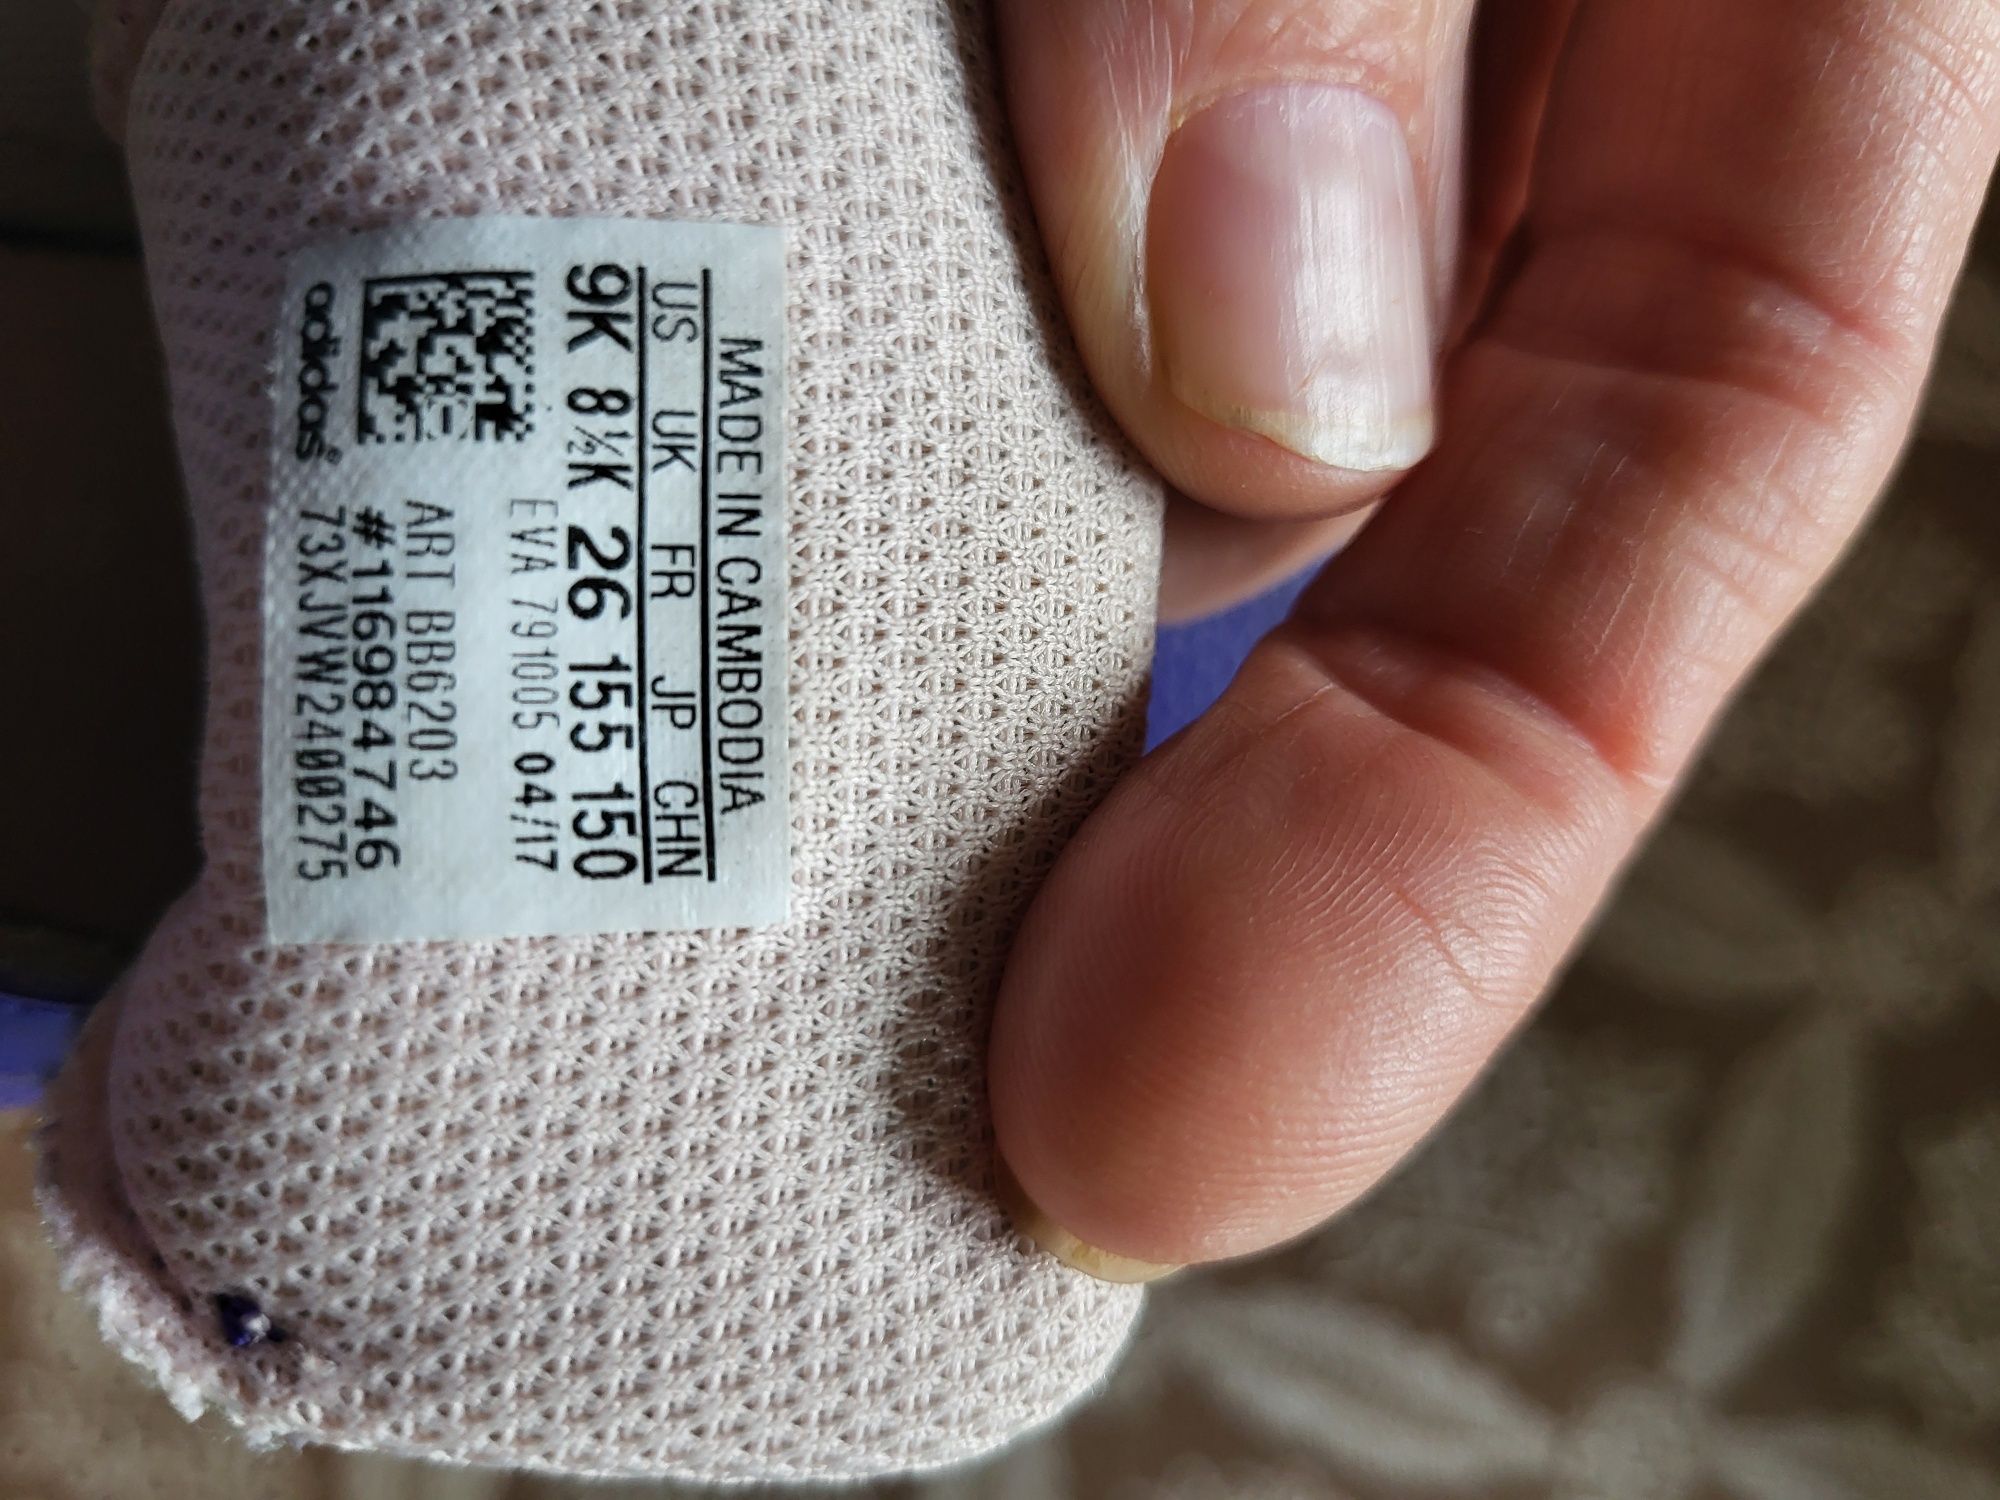 MADE IN CAMBODIA
US UK FR JP CHN
9K 8½K 26 155 150
EVA 791005 04/17
ART BB6203
#116984746
73XJVW2400275
adidas®